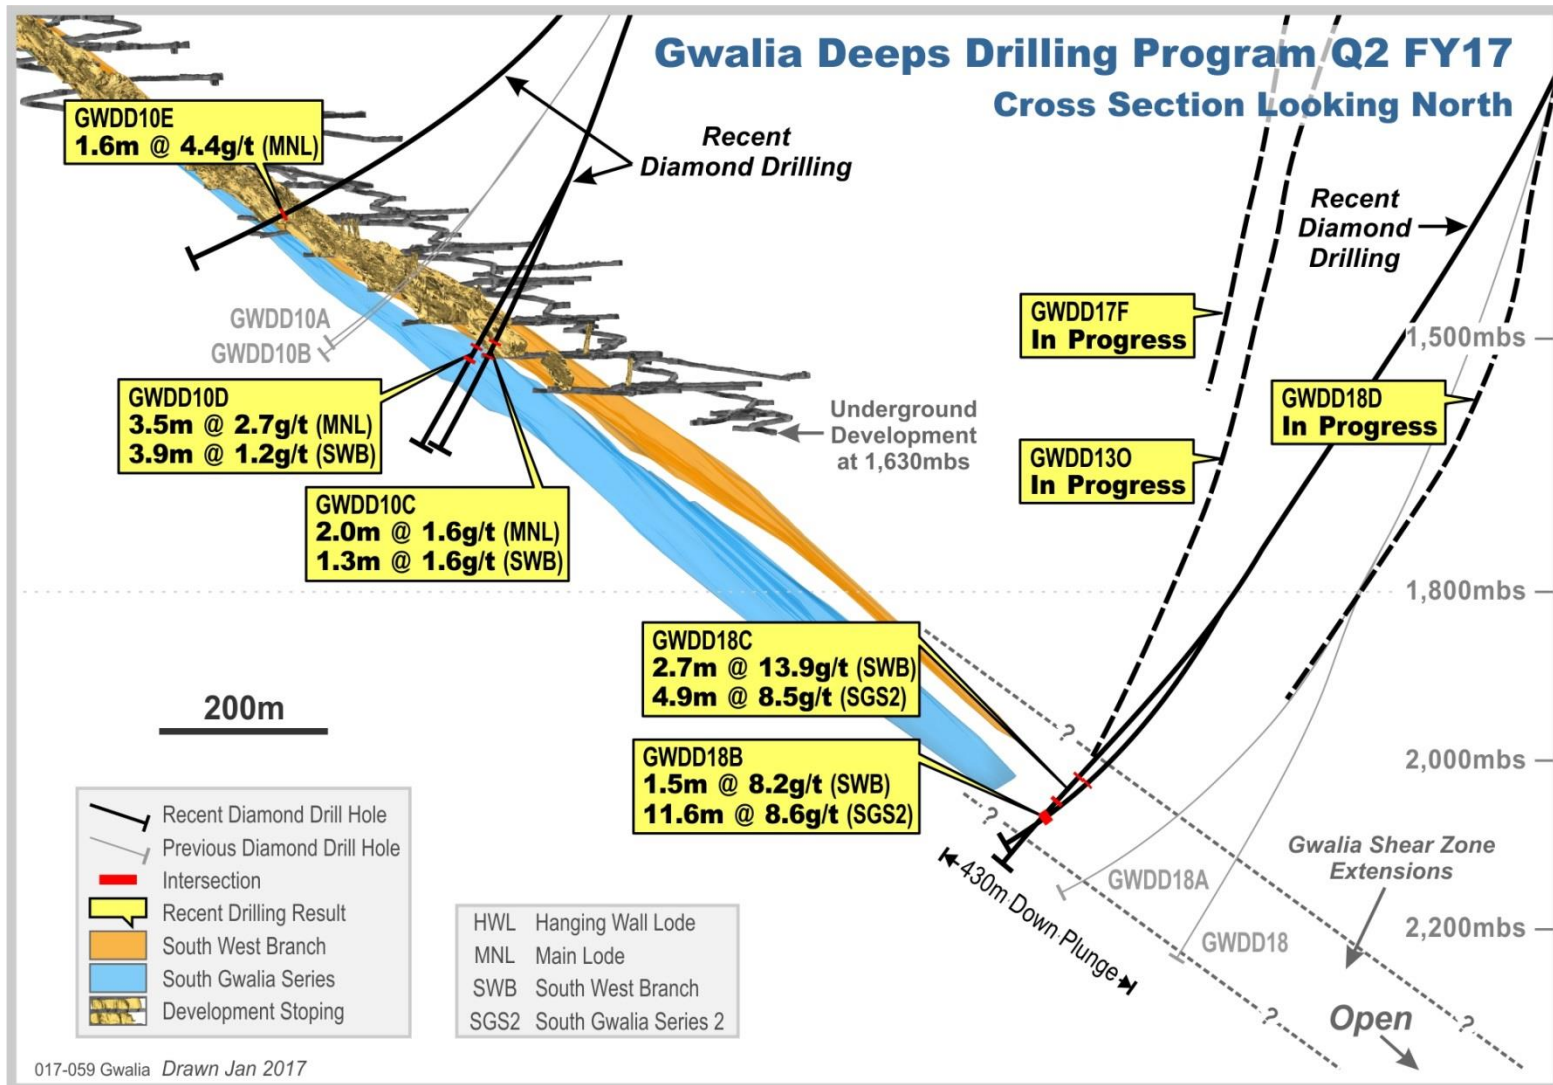 Gwalia Deeps Drilling Program Q2 FY17
Cross Section Looking North
GWDD10E
1.6m @ 4.4g/t (MNL)
Recent
Diamond Drilling
Recent
Diamond
Drilling
GWDD10A
GWDD10B
GWDD17F
In Progress
1,500mbs
GWDD10D
3.5m @ 2.7g/t (MNL)
3.9m @ 1.2g/t (SWB)
GWDD18D
In Progress
Underground
Development
at 1,630mbs
GWDD13O
In Progress
GWDD10C
2.0m @ 1.6g/t (MNL)
1.3m @ 1.6g/t (SWB)
1,800mbs
GWDD18C
2.7m @ 13.9g/t (SWB)
4.9m @ 8.5g/t (SGS2)
200m
?
GWDD18B
1.5m @ 8.2g/t (SWB)
11.6m @ 8.6g/t (SGS2)
2,000mbs
?
430m Down Plunge
GWDD18A
GWDD18
Gwalia Shear Zone
Extensions
2,200mbs
?
?
Open
Recent Diamond Drill Hole
Previous Diamond Drill Hole
Intersection
Recent Drilling Result
South West Branch
South Gwalia Series
Development Stoping
HWL Hanging Wall Lode
MNL Main Lode
SWB South West Branch
SGS2 South Gwalia Series 2
017-059 Gwalia Drawn Jan 2017